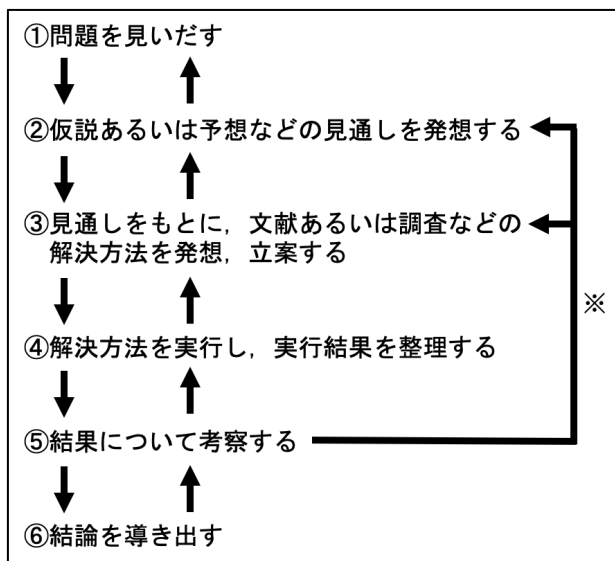 ①問題を見いだす
②仮説あるいは予想などの見通しを発想する
③見通しをもとに，文献あるいは調査などの
解決方法を発想，立案する
※
④解決方法を実行し，実行結果を整理する
⑤結果について考察する
⑥結論を導き出す